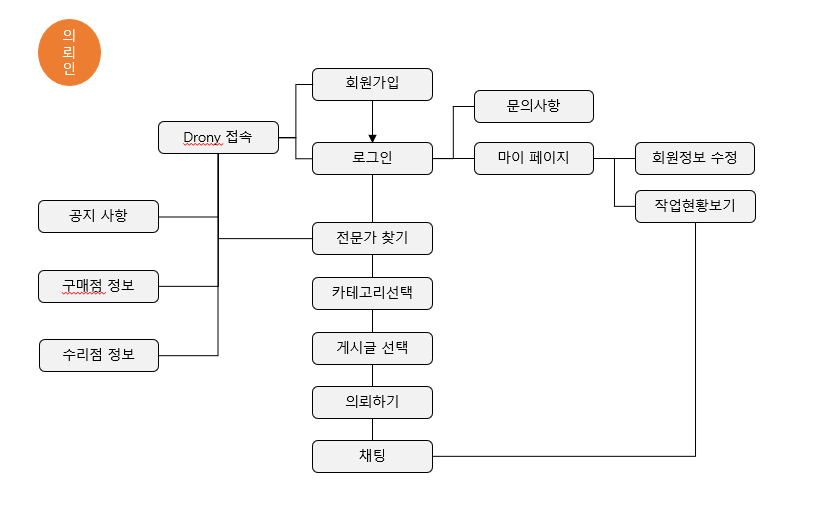 의
뢰
인
회원가입
문의사항
Drony 접속
로그인
마이 페이지
회원정보 수정
작업현황보기
공지 사항
전문가 찾기
구매점 정보
카테고리선택
게시글 선택
수리점 정보
의뢰하기
채팅